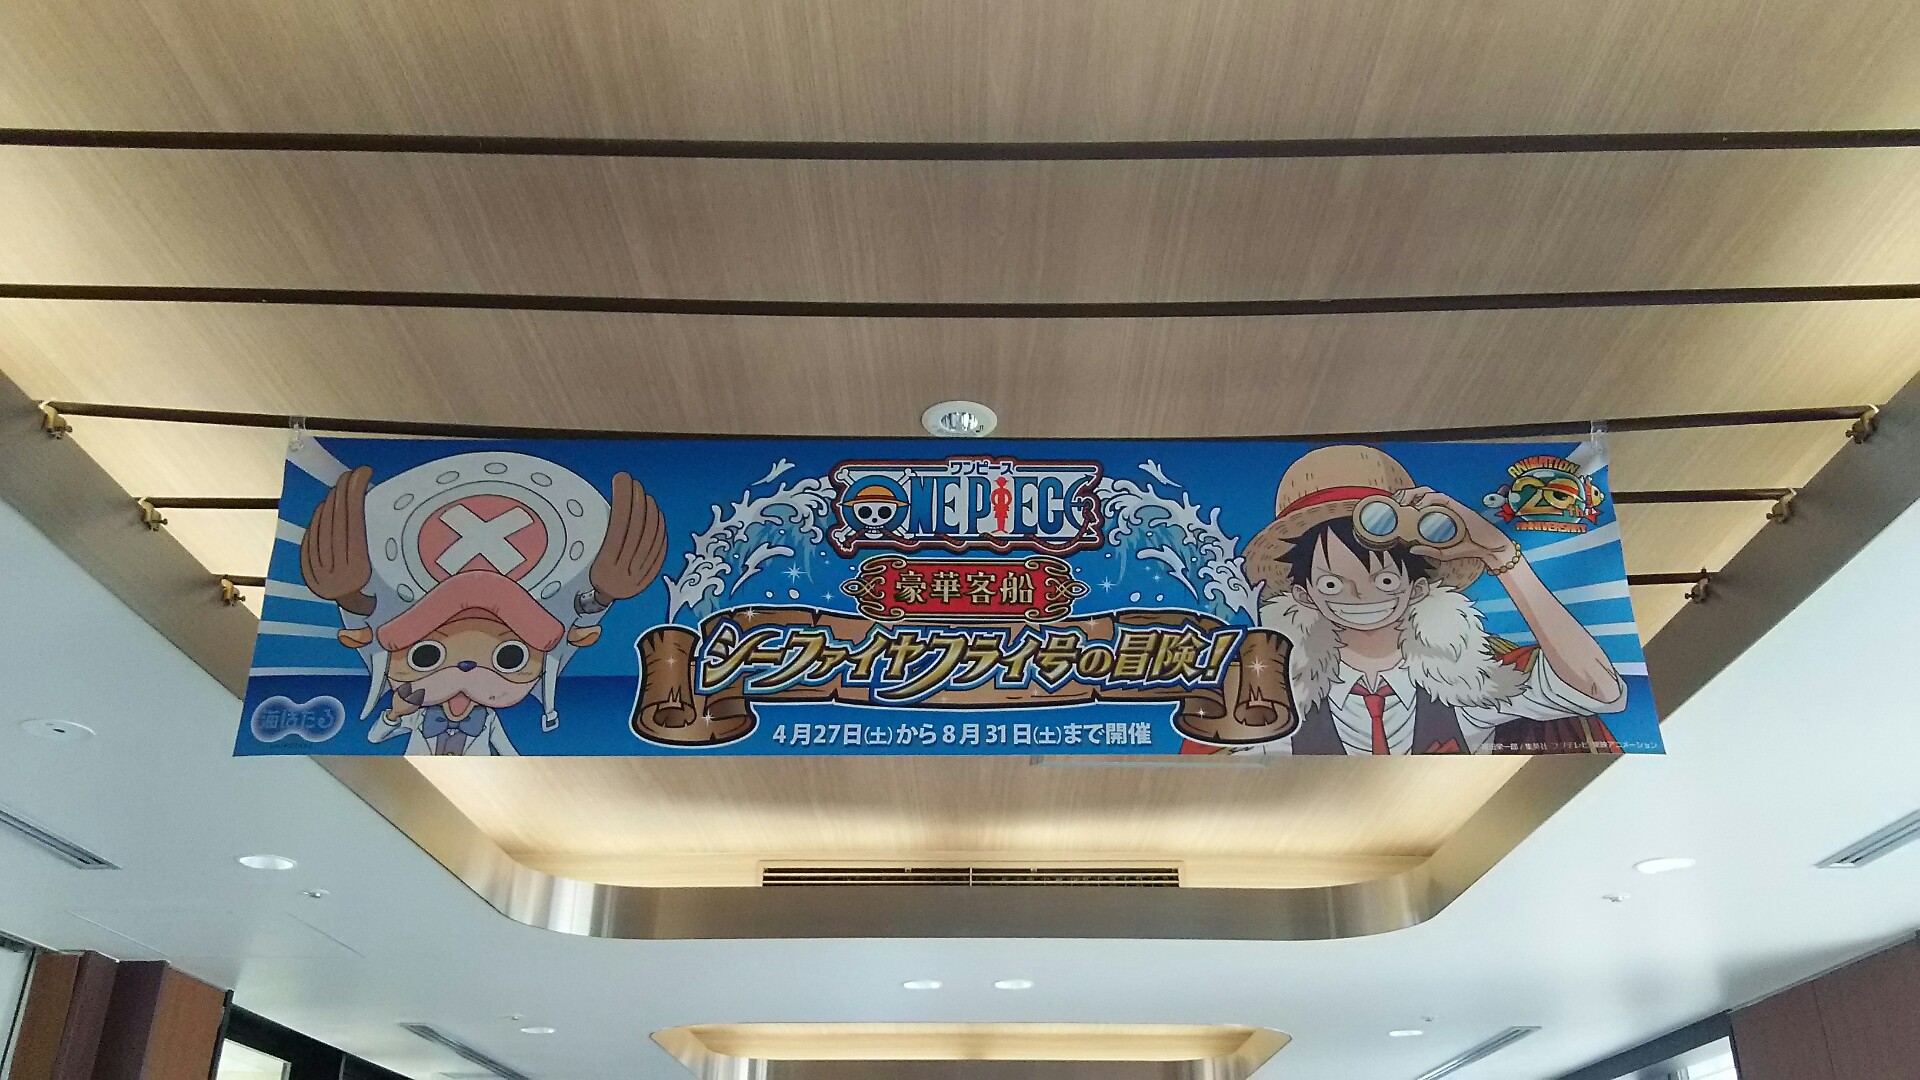 ワンピース
ONE PIECE
豪華客船
シーファイヤフライ号の冒険!
4月27日(土)から8月31日(土)まで開催
海ほたる
ANIMATION
20TH
ANNIVERSARY